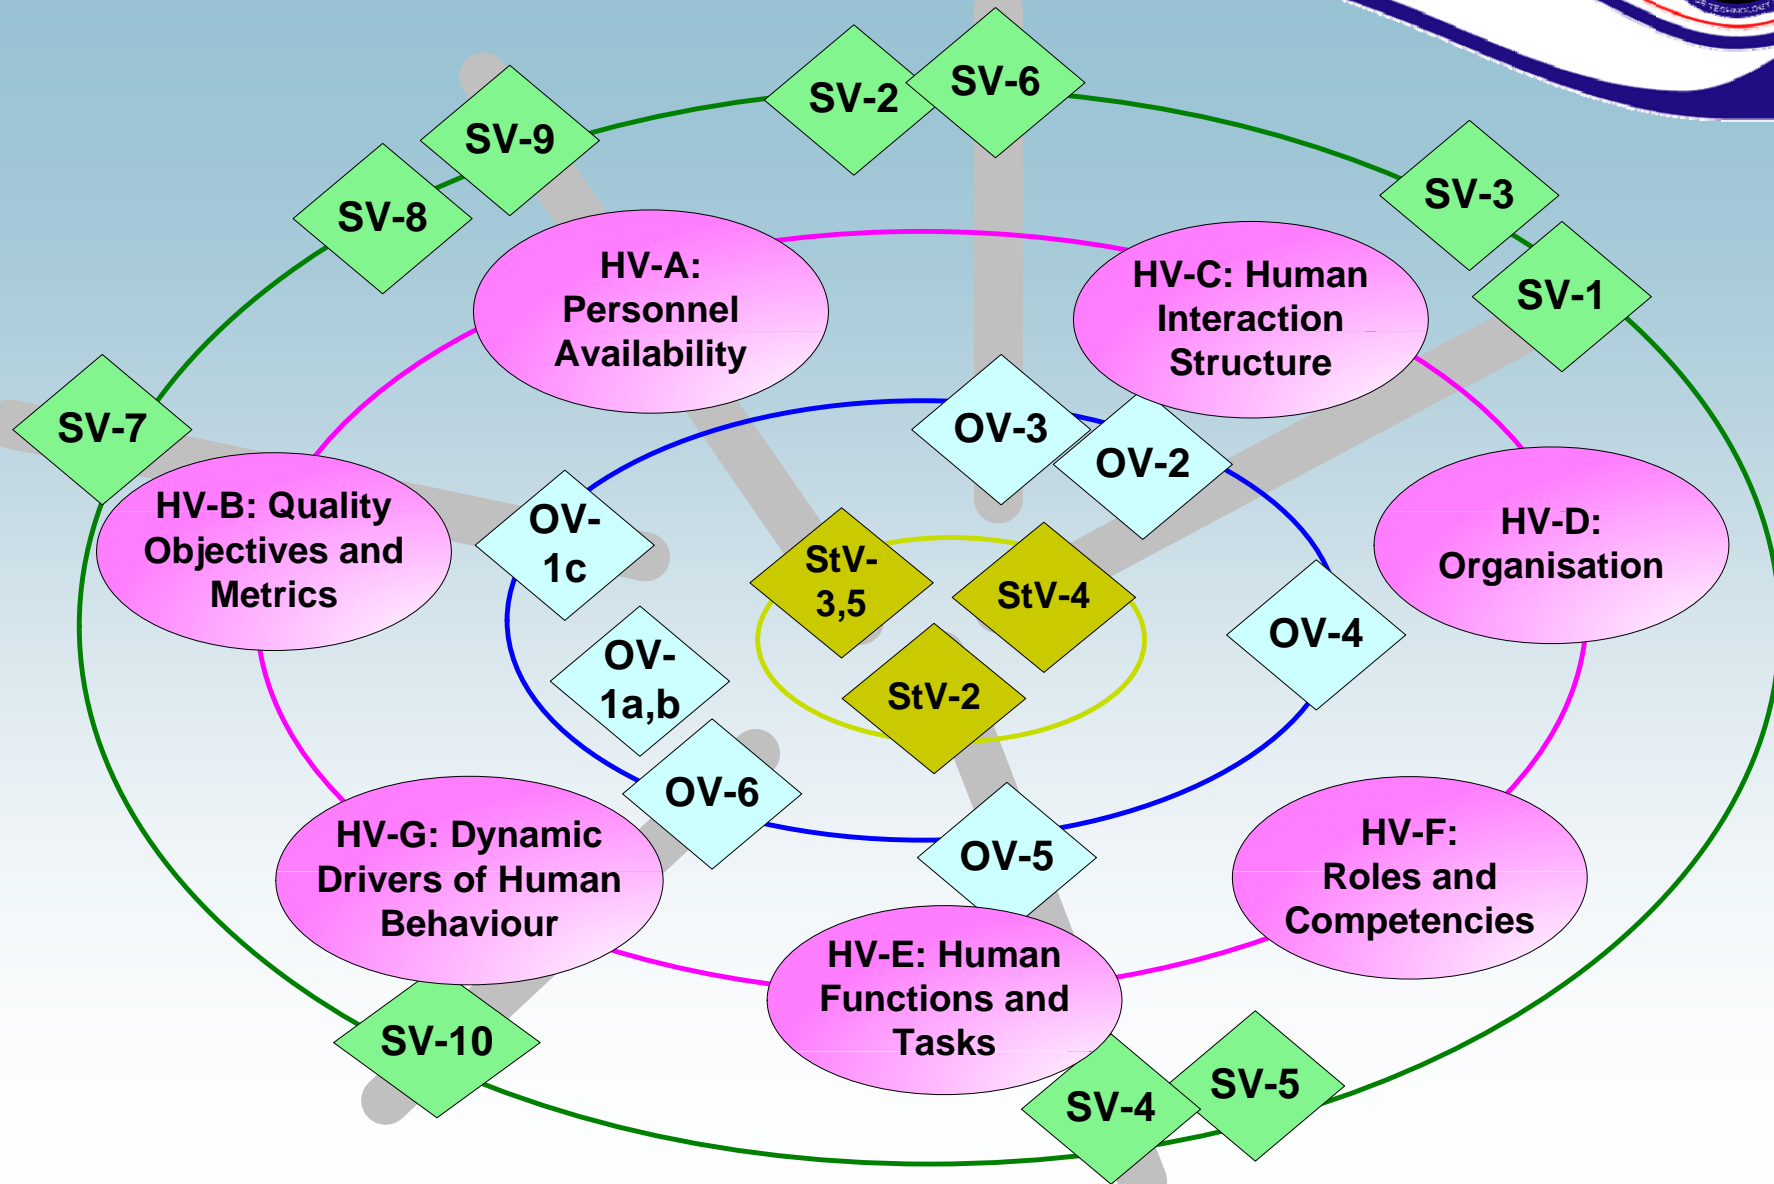 SV-2
SV-6
SV-9
SV-8
SV-3
SV-1
SV-7
HV-A:
Personnel
Availability
HV-C: Human
Interaction
Structure
OV-3
OV-2
HV-B: Quality
Objectives and
Metrics
OV-
1c
StV-
3,5
StV-4
HV-D:
Organisation
OV-4
OV-
1a,b
StV-2
OV-6
OV-5
HV-G: Dynamic
Drivers of Human
Behaviour
HV-F:
Roles and
Competencies
HV-E: Human
Functions and
Tasks
SV-10
SV-4
SV-5